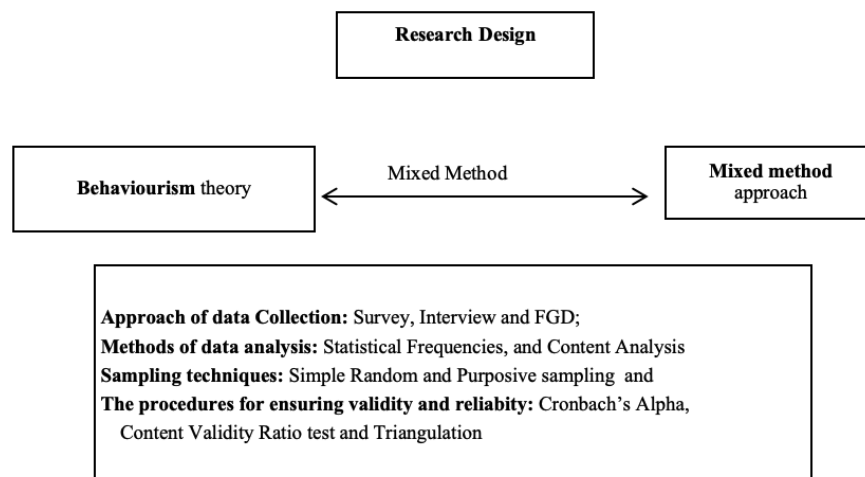 Research Design
Behaviourism theory
Mixed Method
Mixed method
approach
Approach of data Collection: Survey, Interview and FGD;
Methods of data analysis: Statistical Frequencies, and Content Analysis
Sampling techniques: Simple Random and Purposive sampling and
The procedures for ensuring validity and reliabity: Cronbach's Alpha,
Content Validity Ratio test and Triangulation